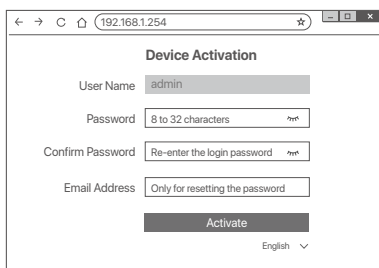 192.168.1.254
Device Activation
User Name admin
Password 8 to 32 characters
Confirm Password Re-enter the login password
Email Address Only for resetting the password
Activate
English